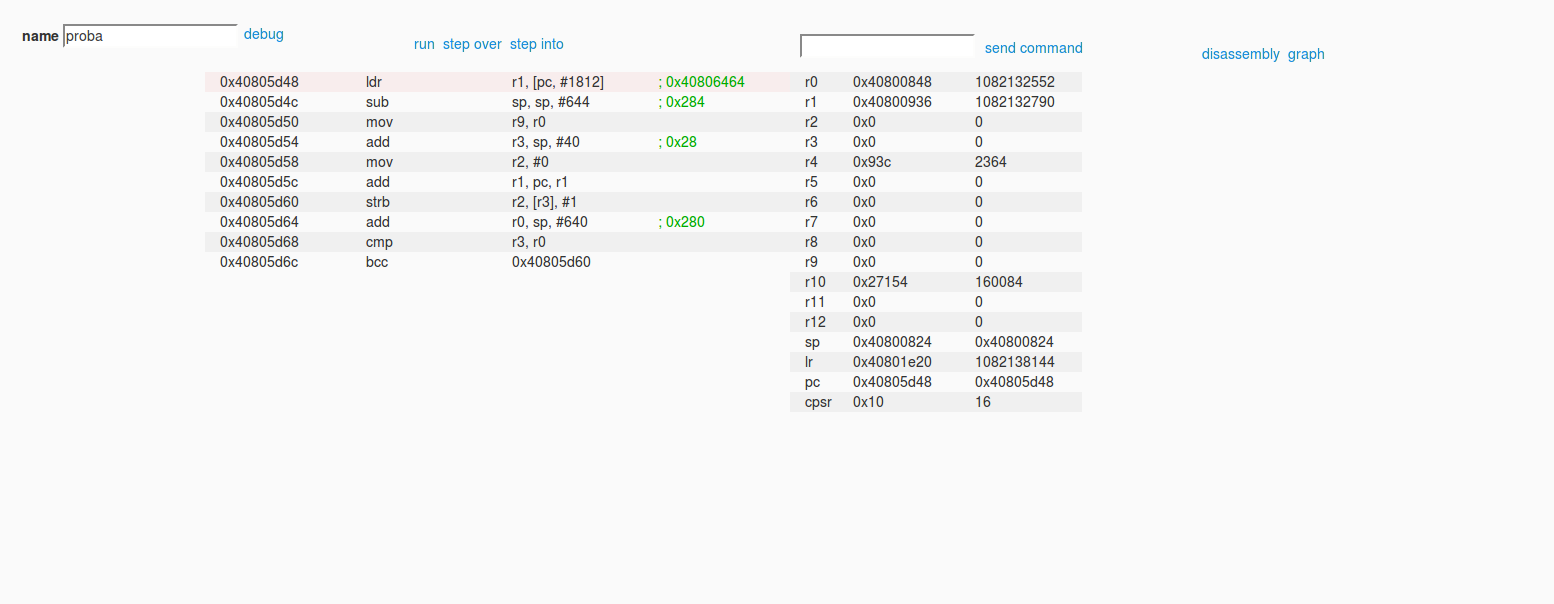 name proba debug
run step over step into
send command
disassembly graph
0x40805d48 ldr r1, [pc, #1812] ; 0x40806464 r0 0x40800848 1082132552
0x40805d4c sub sp, sp, #644 ; 0x284 r1 0x40800936 1082132790
0x40805d50 mov r9, r0 r2 0x0 0
0x40805d54 add r3, sp, #40 ; 0x28 r3 0x0 0
0x40805d58 mov r2, #0 r4 0x93c 2364
0x40805d5c add r1, pc, r1 r5 0x0 0
0x40805d60 strb r2, [r3], #1 r6 0x0 0
0x40805d64 add r0, sp, #640 ; 0x280 r7 0x0 0
0x40805d68 cmp r3, r0 r8 0x0 0
0x40805d6c bcc 0x40805d60 r9 0x0 0
r10 0x27154 160084
r11 0x0 0
r12 0x0 0
sp 0x40800824 0x40800824
lr 0x40801e20 1082138144
pc 0x40805d48 0x40805d48
cpsr 0x10 16